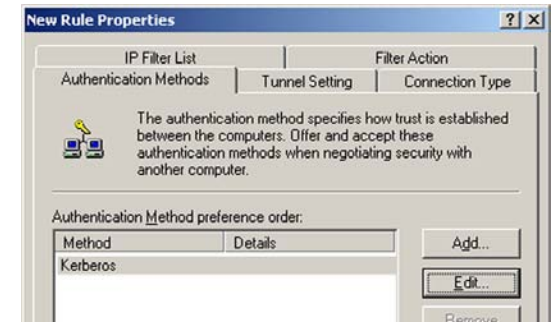 New Rule Properties
IP Filter List Filter Action
Authentication Methods Tunnel Setting Connection Type
The authentication method specifies how trust is established
between the computers. Offer and accept these
authentication methods when negotiating security with
another computer.
Authentication Method preference order:
Method Details Add...
Kerberos
Edit...
Remove